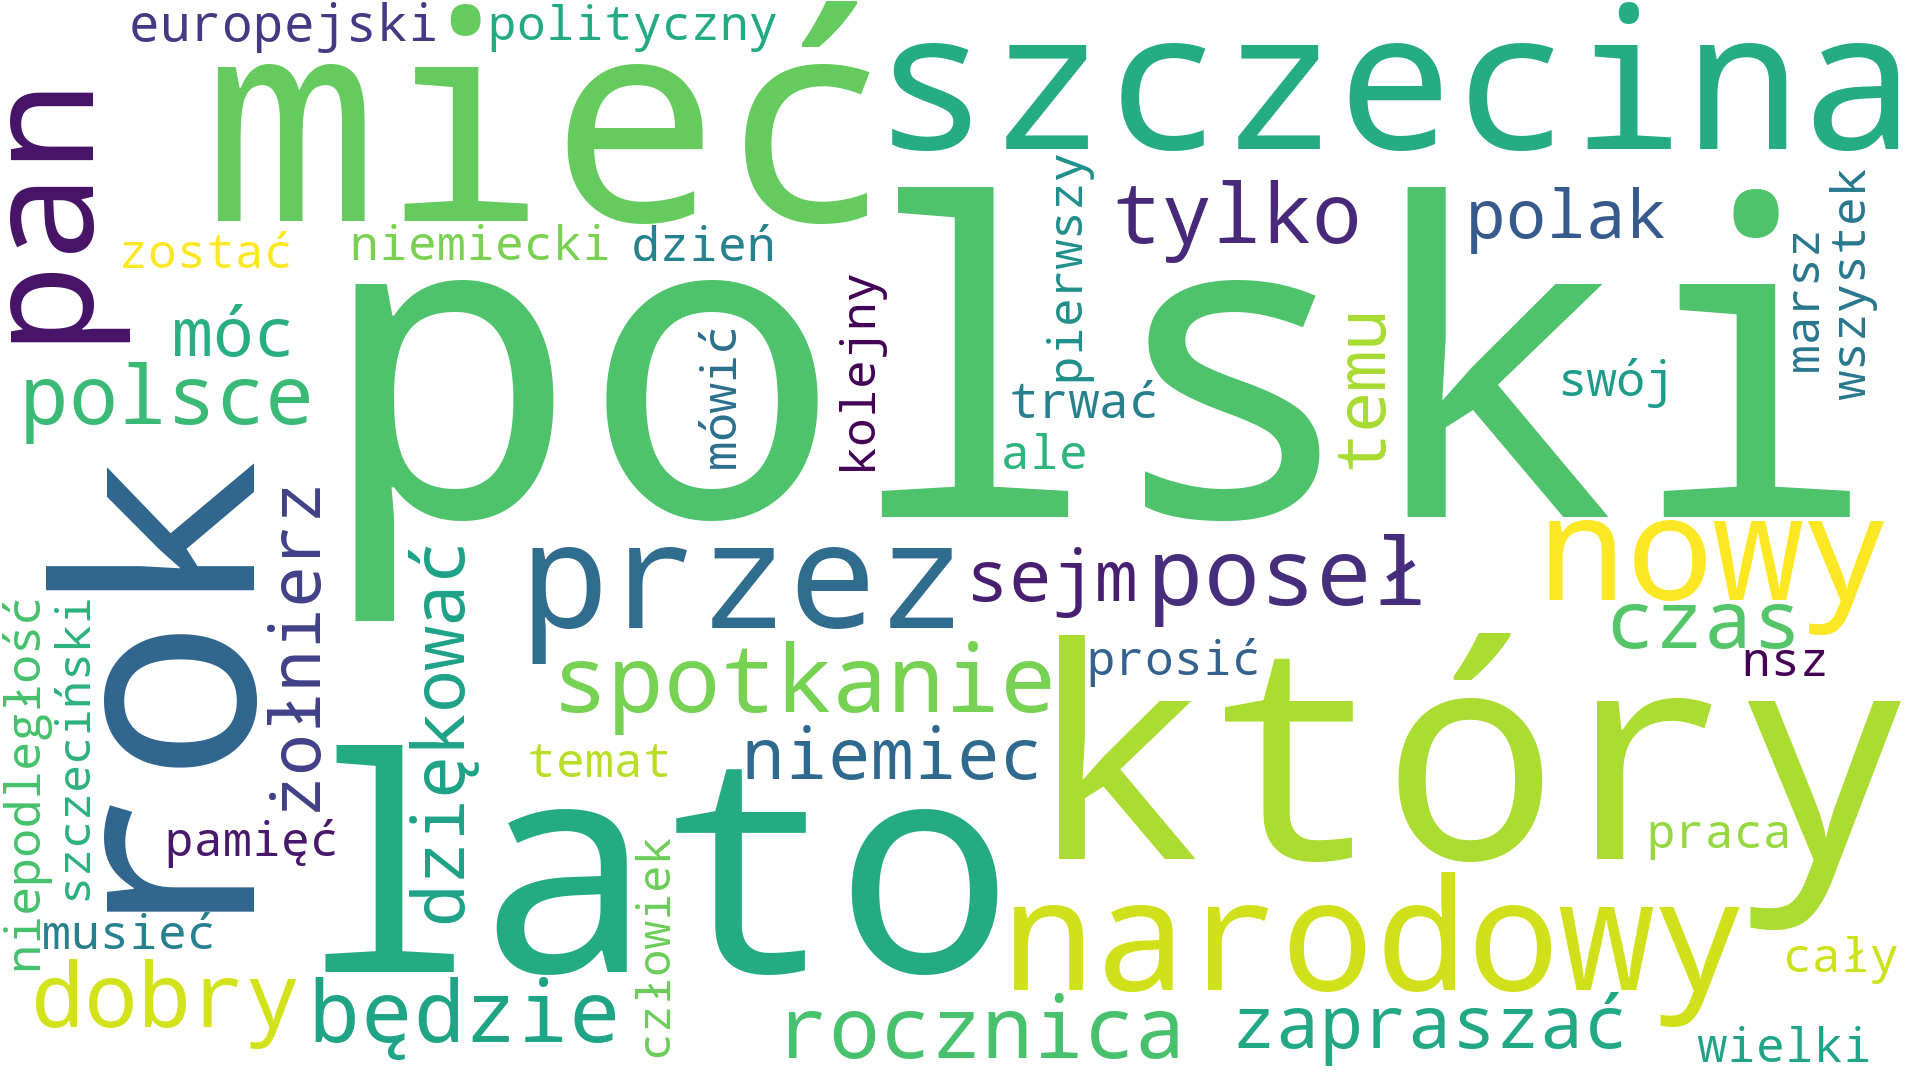 europejski
polityczny
mieć
szczecina
pan
zostać
niemiecki
dzień
pierwszy
tylko
polak
marsz
wszystek
móc
polski
polsce
mówić
kolejny
trwać
ale
temu
swój
rok
żołnierz
dziękować
przez
sejm
poseł
nowy
czas
nsz
niepodległość
szczeciński
spotkanie
prosić
który
temat
niemiec
lato
pamięć
człowiek
praca
musieć
narodowy
cały
dobry
będzie
rocznica
zapraszać
wielki